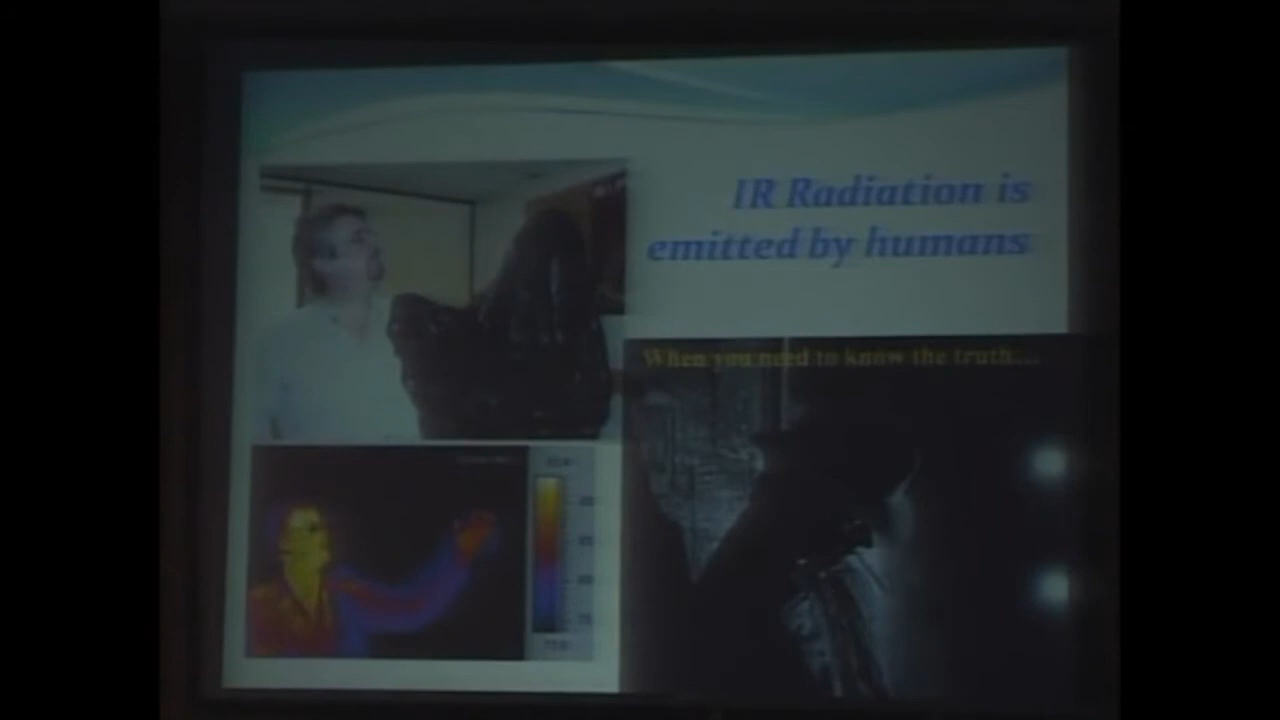 IR Radiation is
emitted by humans
When you need to know the truth....